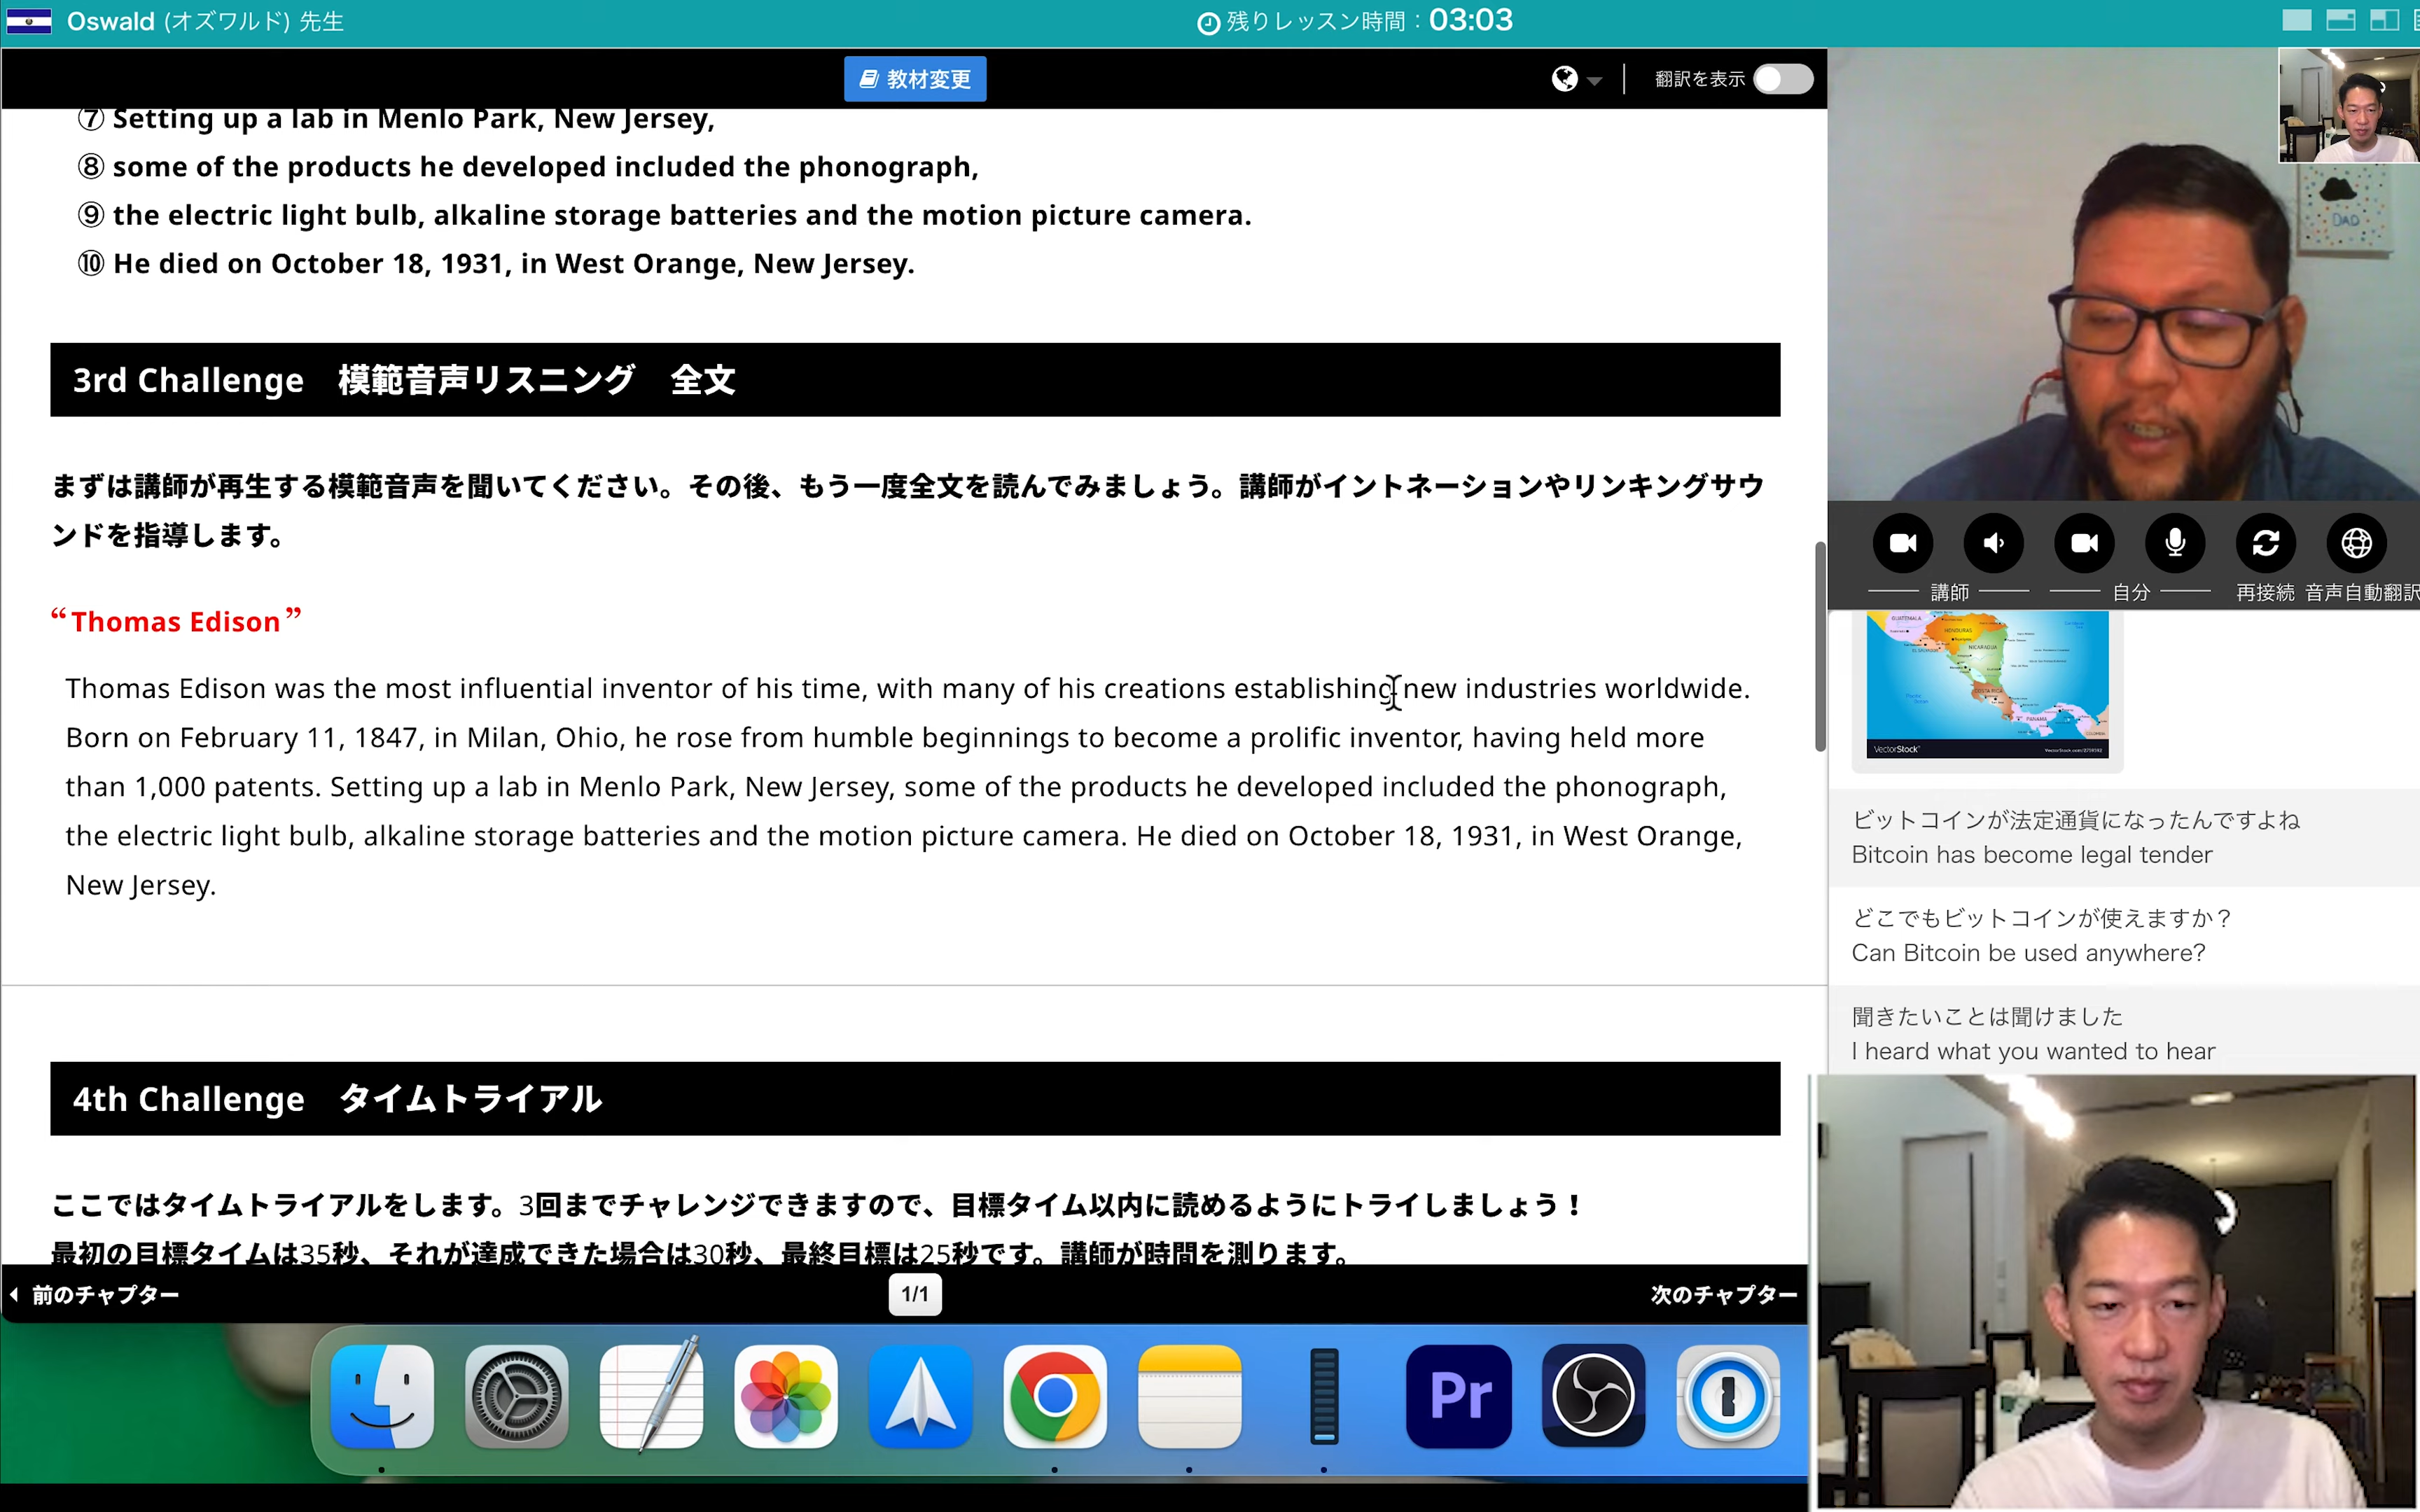 Oswald (オズワルド) 先生
残りレッスン時間：03:03
教材変更
翻訳を表示
⑦ Setting up a lab in Menlo Park, New Jersey,
⑧ some of the products he developed included the phonograph,
⑨ the electric light bulb, alkaline storage batteries and the motion picture camera.
⑩ He died on October 18, 1931, in West Orange, New Jersey.
3rd Challenge　模範音声リスニング　全文
まずは講師が再生する模範音声を聞いてください。その後、もう一度全文を読んでみましょう。講師がイントネーションやリンキングサウ
ンドを指導します。
“Thomas Edison”
Thomas Edison was the most influential inventor of his time, with many of his creations establishing new industries worldwide.
Born on February 11, 1847, in Milan, Ohio, he rose from humble beginnings to become a prolific inventor, having held more
than 1,000 patents. Setting up a lab in Menlo Park, New Jersey, some of the products he developed included the phonograph,
the electric light bulb, alkaline storage batteries and the motion picture camera. He died on October 18, 1931, in West Orange,
New Jersey.
4th Challenge　タイムトライアル
ここではタイムトライアルをします。3回までチャレンジできますので、目標タイム以内に読めるようにトライしましょう！
最初の目標タイムは35秒、それが達成できた場合は30秒、最終目標は25秒です。講師が時間を測ります。
前のチャプター
1/1
次のチャプター
Pr
DAD
講師
自分
再接続
音声自動翻訳
GUATEMALA
HONDURAS
NICARAGUA
COSTA RICA
PANAMA
VectorStock
ビットコインが法定通貨になったんですよね
Bitcoin has become legal tender
どこでもビットコインが使えますか？
Can Bitcoin be used anywhere?
聞きたいことは聞けました
I heard what you wanted to hear